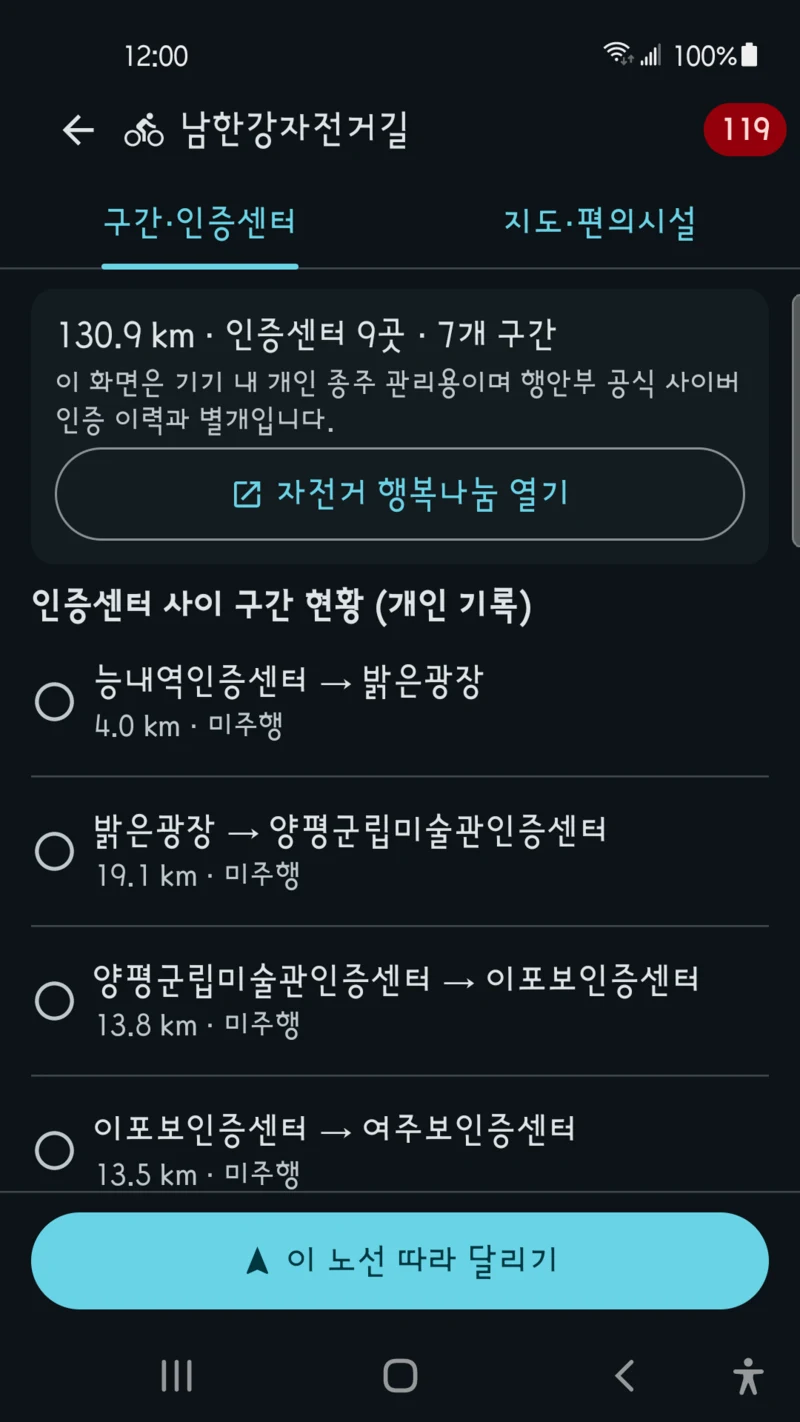 12:00
100%
남한강자전거길
119
구간·인증센터
지도·편의시설
130.9 km · 인증센터 9곳 · 7개 구간
이 화면은 기기 내 개인 종주 관리용이며 행안부 공식 사이버
인증 이력과 별개입니다.
자전거 행복나눔 열기
인증센터 사이 구간 현황 (개인 기록)
능내역인증센터 → 밝은광장
4.0 km · 미주행
밝은광장 → 양평군립미술관인증센터
19.1 km · 미주행
양평군립미술관인증센터 → 이포보인증센터
13.8 km · 미주행
이포보인증센터 → 여주보인증센터
13.5 km · 미주행
이 노선 따라 달리기